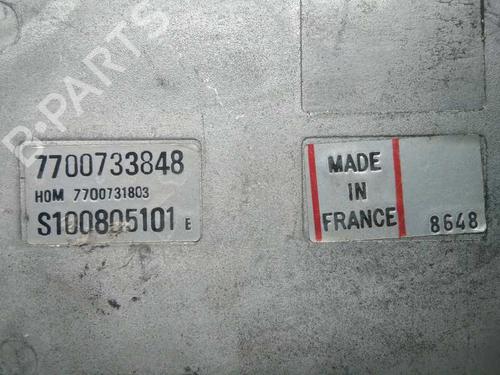 B-PARTS
7700733848
HOM 7700731803
S100805101 E
MADE
IN
FRANCE
8648